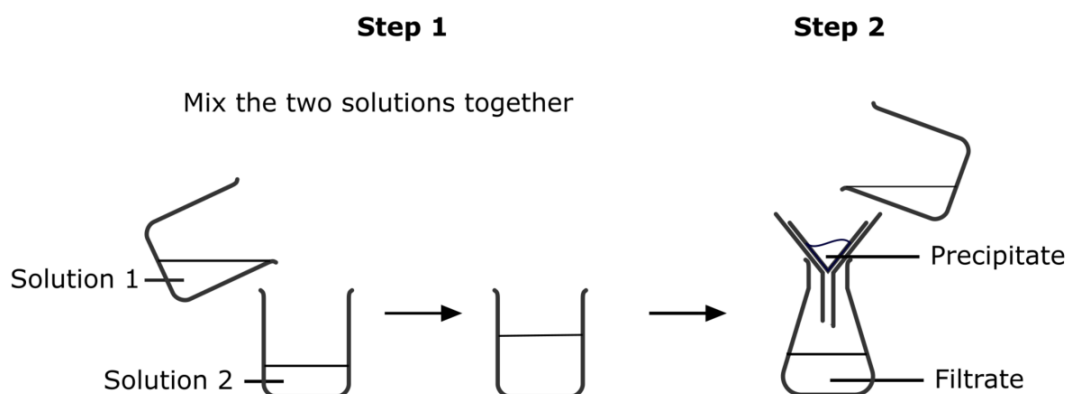 Step 1
Step 2
Mix the two solutions together
Solution 1
Solution 2
Precipitate
Filtrate